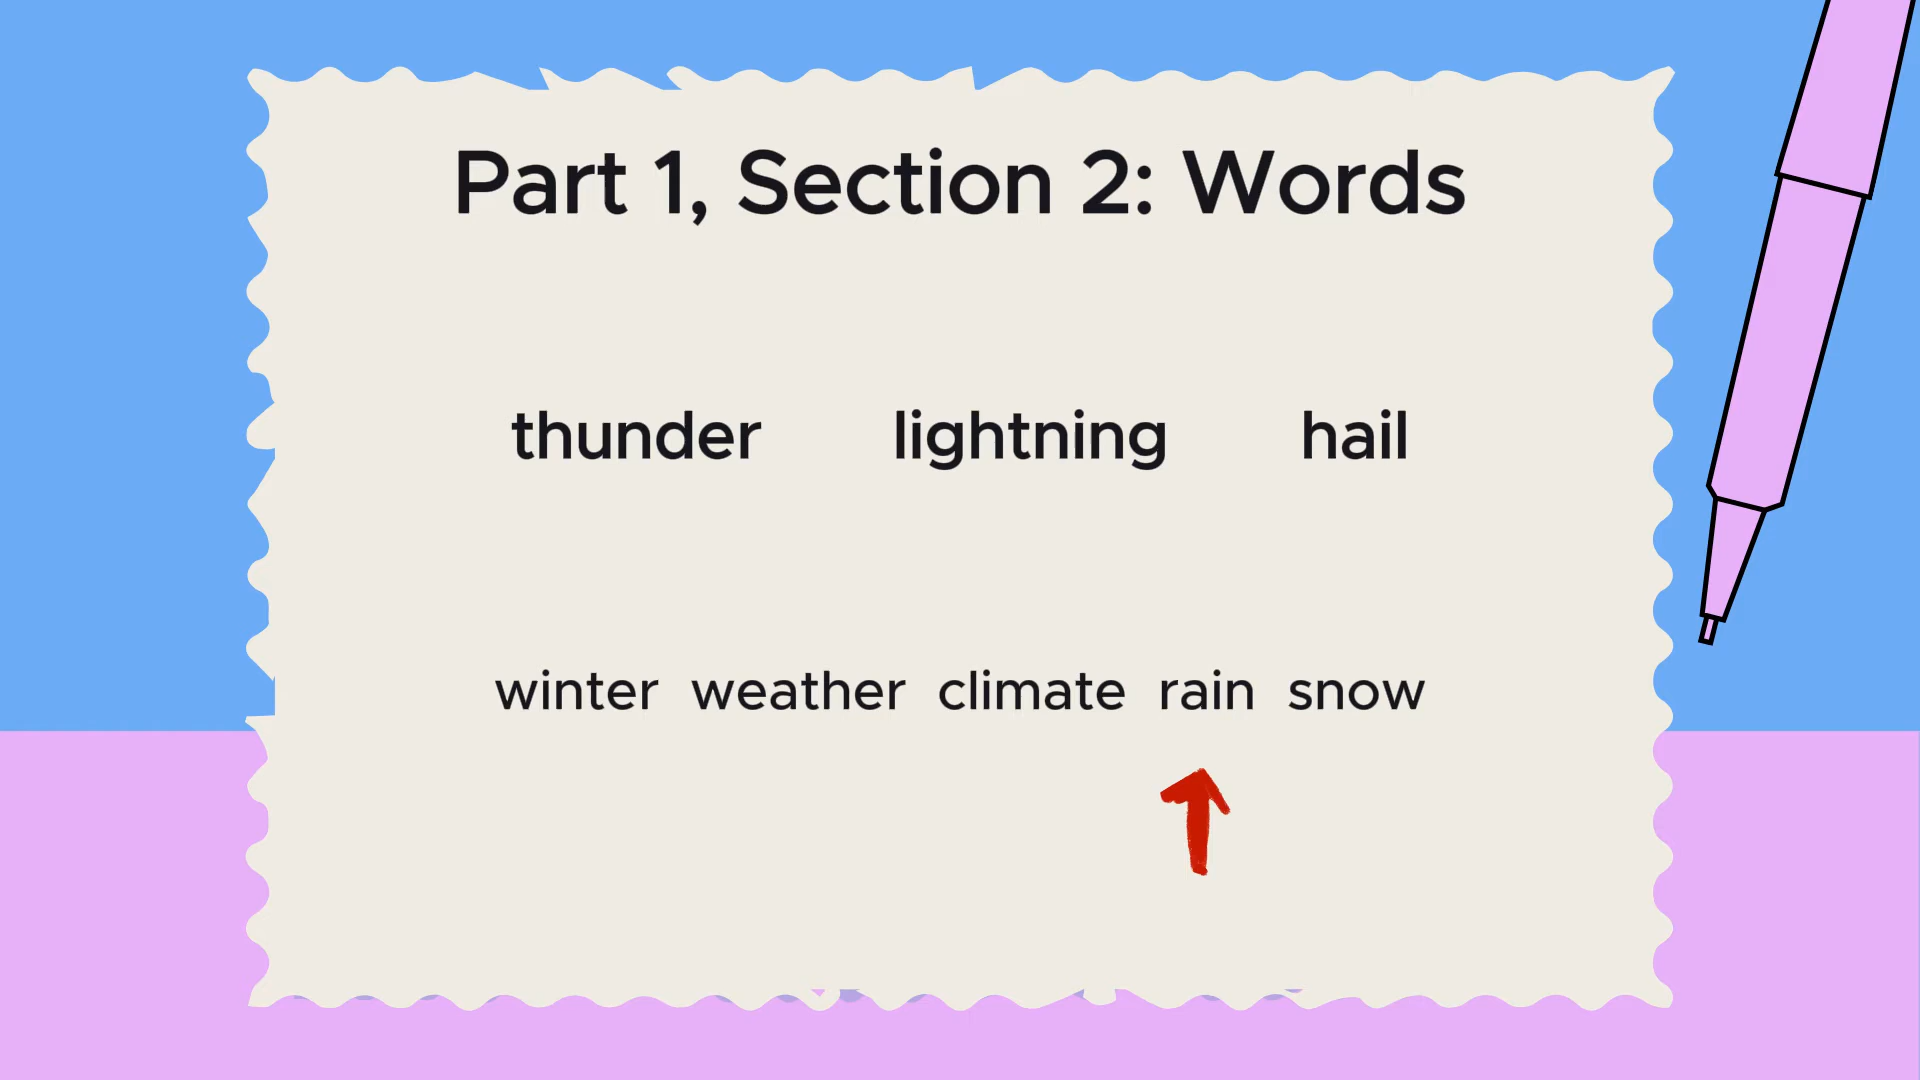 Part 1, Section 2: Words
thunder lightning hail
winter weather climate rain snow